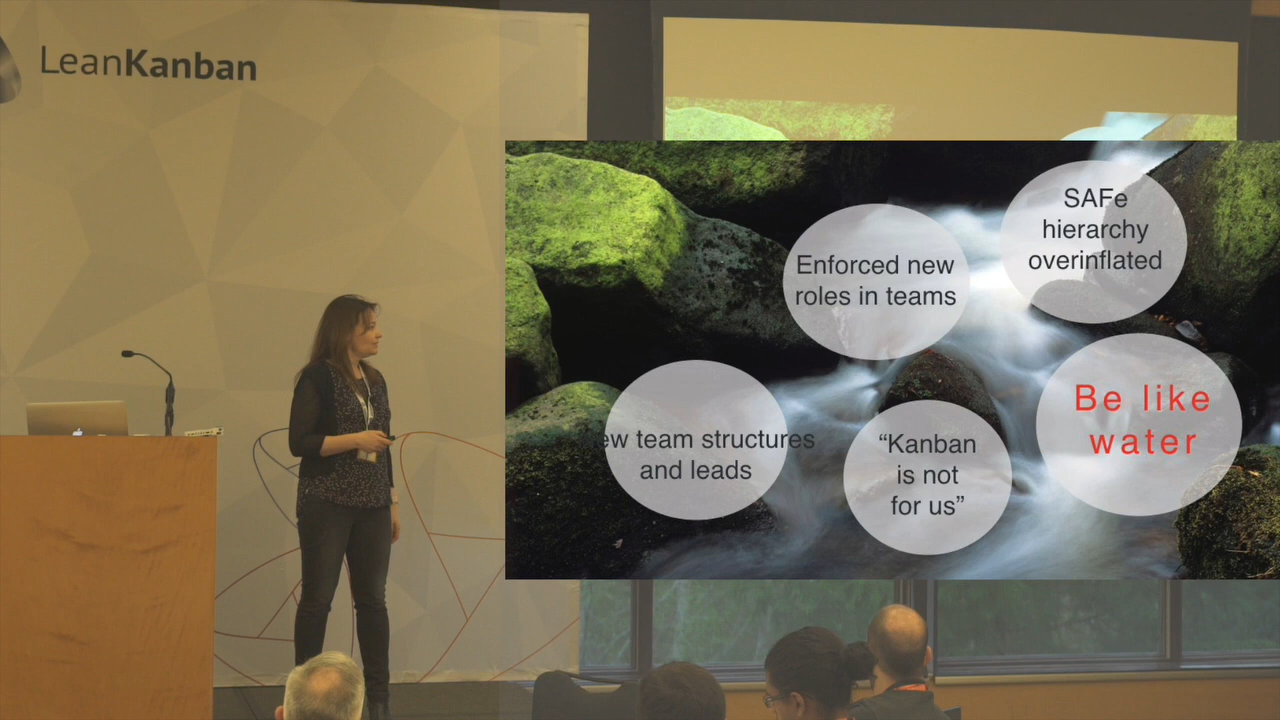 LeanKanban
SAFe
hierarchy
overinflated
Enforced new
roles in teams
Be like
water
ew team structures
and leads
“Kanban
is not
for us”